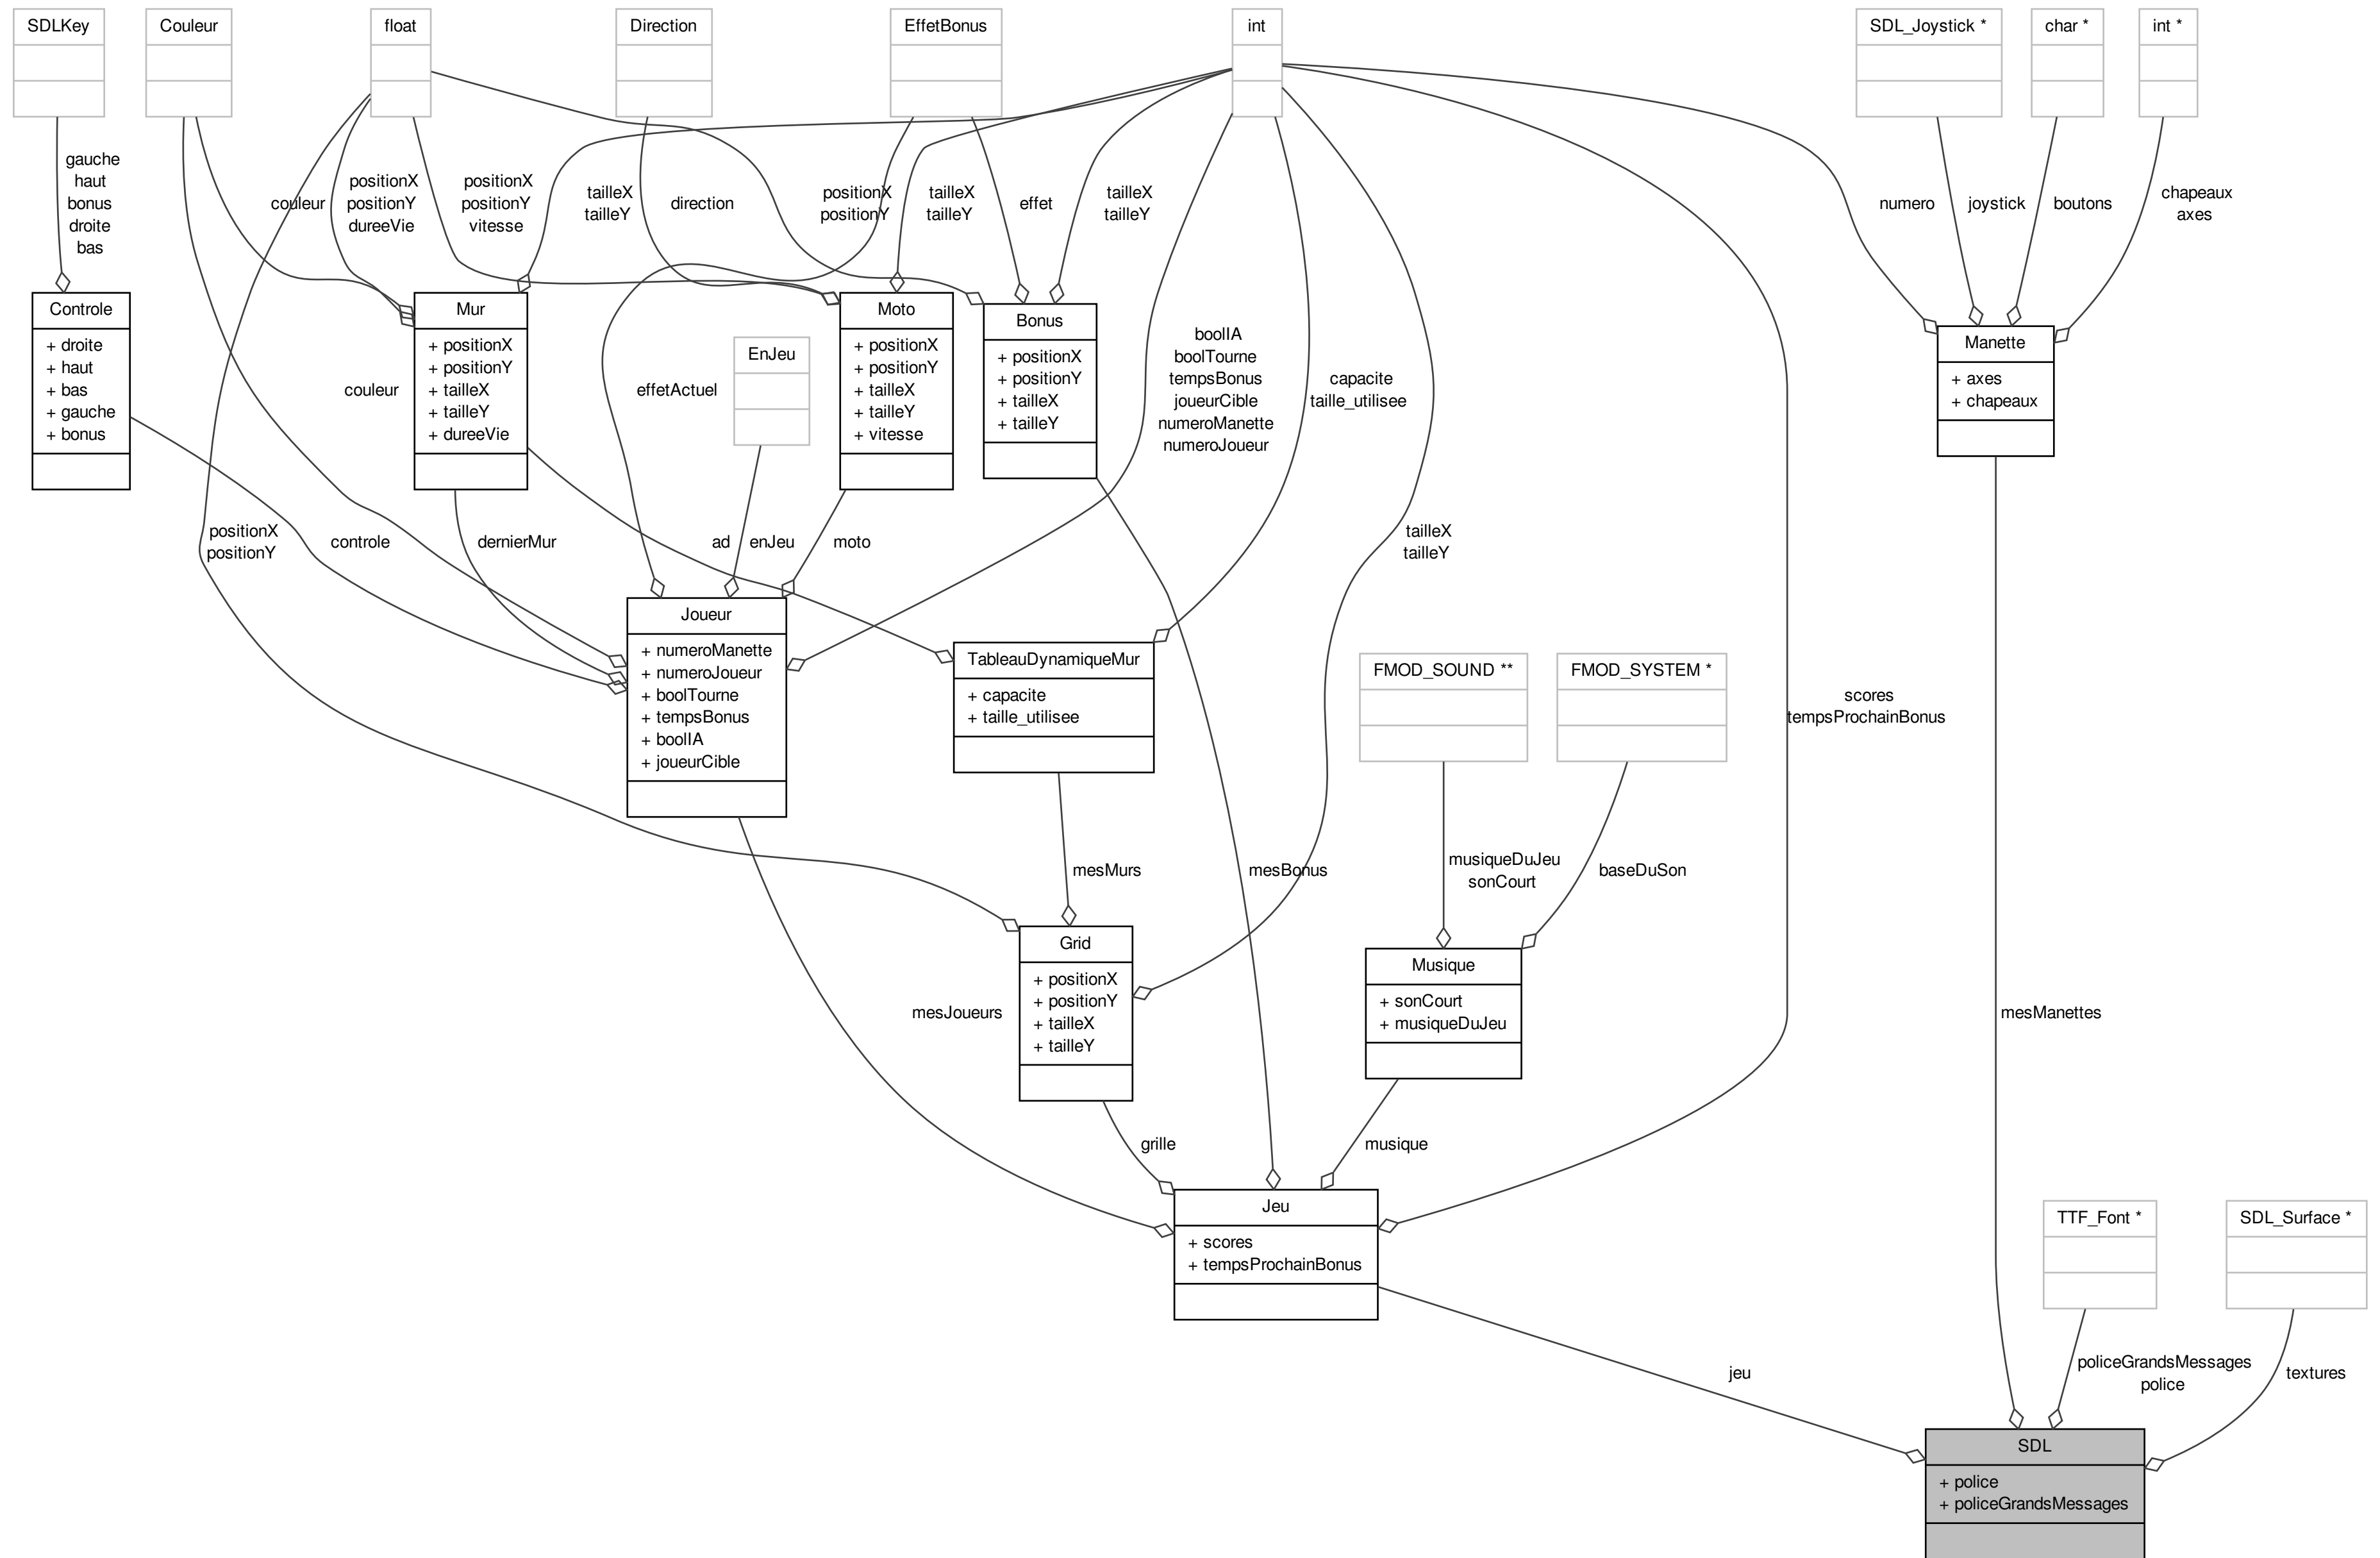 SDLKey
Couleur
float
Direction
EffetBonus
int
SDL_Joystick *
char *
int *
gauche
haut
bonus
droite
bas
couleur
positionX
positionY
dureeVie
positionX
positionY
vitesse
tailleX
tailleY
direction
positionX
positionY
tailleX
tailleY
effet
tailleX
tailleY
numero
joystick
boutons
chapeaux
axes
Controle
+ droite
+ haut
+ bas
+ gauche
+ bonus
couleur
Mur
+ positionX
+ positionY
+ tailleX
+ tailleY
+ dureeVie
effetActuel
EnJeu
Moto
+ positionX
+ positionY
+ tailleX
+ tailleY
+ vitesse
Bonus
+ positionX
+ positionY
+ tailleX
+ tailleY
boolIA
boolTourne
tempsBonus
joueurCible
numeroManette
numeroJoueur
capacite
taille_utilisee
Manette
+ axes
+ chapeaux
positionX
positionY
controle
dernierMur
ad
enJeu
moto
tailleX
tailleY
Joueur
+ numeroManette
+ numeroJoueur
+ boolTourne
+ tempsBonus
+ boolIA
+ joueurCible
TableauDynamiqueMur
+ capacite
+ taille_utilisee
FMOD_SOUND **
FMOD_SYSTEM *
scores
tempsProchainBonus
mesMurs
mesBonus
musiqueDuJeu
sonCourt
baseDuSon
mesJoueurs
Grid
+ positionX
+ positionY
+ tailleX
+ tailleY
Musique
+ sonCourt
+ musiqueDuJeu
mesManettes
grille
musique
Jeu
+ scores
+ tempsProchainBonus
TTF_Font *
SDL_Surface *
jeu
policeGrandsMessages
police
textures
SDL
+ police
+ policeGrandsMessages